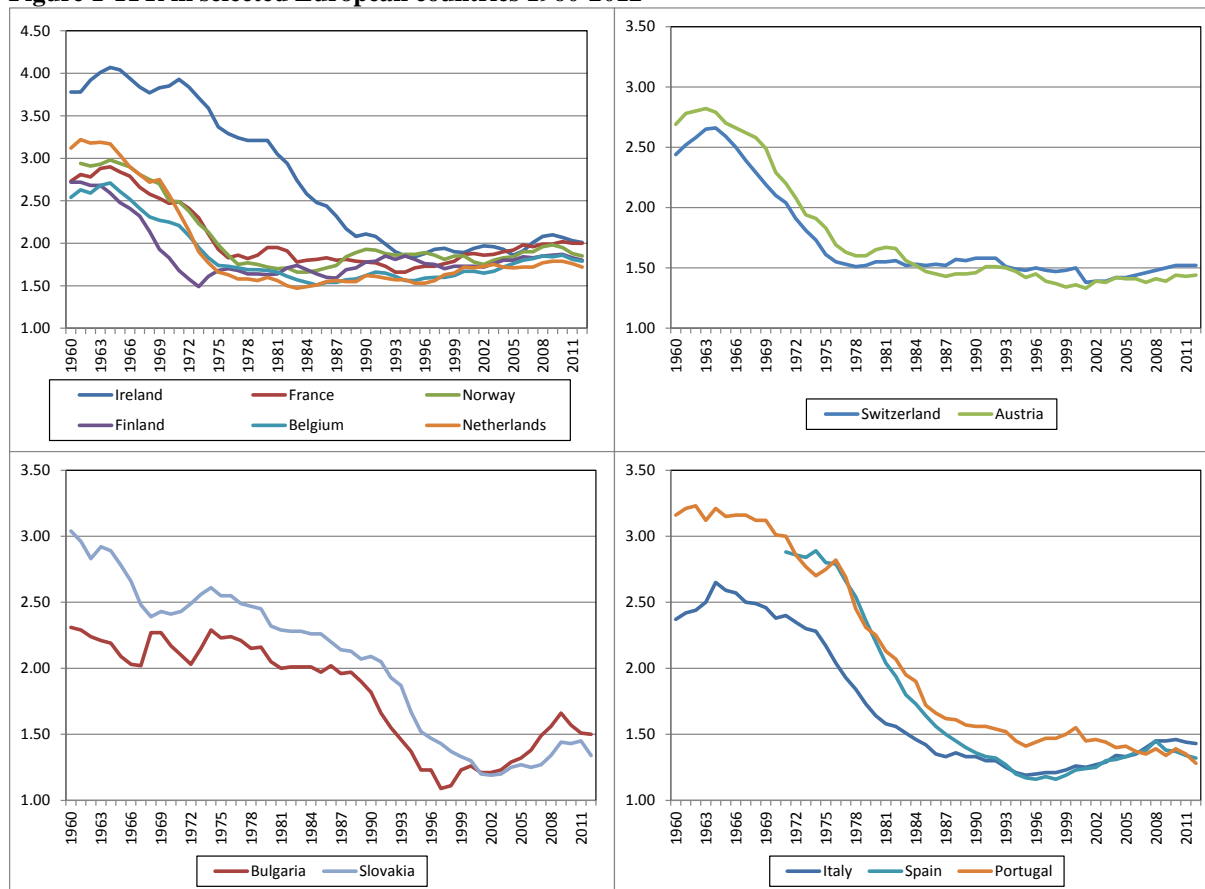 4.50
4.00
3.50
3.00
2.50
2.00
1.50
1.00
1960 1963 1966 1969 1972 1975 1978 1981 1984 1987 1990 1993 1996 1999 2002 2005 2008 2011
Ireland France Norway
Finland Belgium Netherlands
3.50
3.00
2.50
2.00
1.50
1.00
1960 1963 1966 1969 1972 1975 1978 1981 1984 1987 1990 1993 1996 1999 2002 2005 2008 2011
Switzerland Austria
3.50
3.00
2.50
2.00
1.50
1.00
1960 1963 1966 1969 1972 1975 1978 1981 1984 1987 1990 1993 1996 1999 2002 2005 2008 2011
Bulgaria Slovakia
3.50
3.00
2.50
2.00
1.50
1.00
1960 1963 1966 1969 1972 1975 1978 1981 1984 1987 1990 1993 1996 1999 2002 2005 2008 2011
Italy Spain Portugal